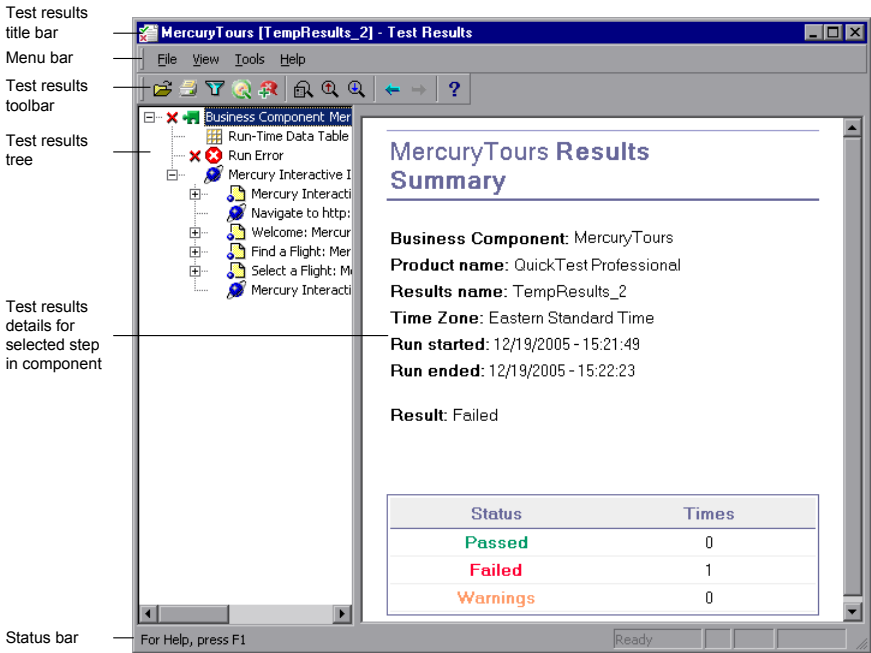 Test results
title bar
Menu bar
Test results
toolbar
Test results
tree
Test results
details for
selected step
in component
Status bar
MercuryTours [TempResults_2] - Test Results
File View Tools Help
Business Component Mer
Run-Time Data Table
Run Error
Mercury Interactive I
Mercury Interacti
Navigate to http:
Welcome: Mercur
Find a Flight: Mer
Select a Flight: Me
Mercury Interacti
MercuryTours Results
Summary
Business Component: MercuryTours
Product name: QuickTest Professional
Results name: TempResults_2
Time Zone: Eastern Standard Time
Run started: 12/19/2005 - 15:21:49
Run ended: 12/19/2005 - 15:22:23
Result: Failed
Status Times
Passed 0
Failed 1
Warnings 0
For Help, press F1
Ready